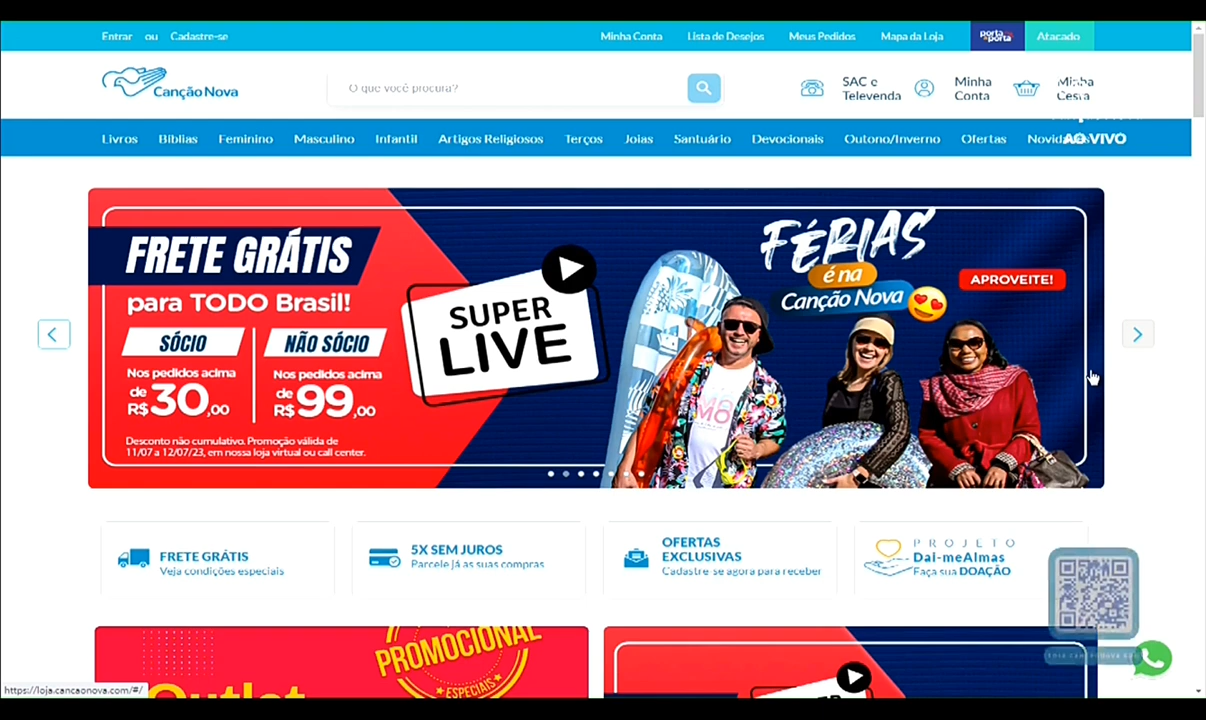 Entrar ou Cadastre-se
Minha Conta Lista de Desejos Meus Pedidos Mapa da Loja porta a porta Atacado
Canção Nova
O que você procura?
SAC e
Televenda
Minha
Conta
Minha
Cesta
Livros Bíblias Feminino Masculino Infantil Artigos Religiosos Terços Joias Santuário Devocionais Outono/Inverno Ofertas
AO VIVO
FRETE GRÁTIS
para TODO Brasil!
SÓCIO
Nos pedidos acima
de
R$30,00
NÃO SÓCIO
Nos pedidos acima
de
R$99,00
Desconto não cumulativo. Promoção válida de
11/07 a 12/07/23, em nossa loja virtual ou call center.
SUPER
LIVE
FÉRIAS
é na
Canção Nova
APROVEITE!
FRETE GRÁTIS
Veja condições especiais
5X SEM JUROS
Parcele já as suas compras
OFERTAS
EXCLUSIVAS
Cadastre-se agora para receber
PROJETO
Dai-meAlmas
Faça sua DOAÇÃO
PROMOCIONAL
ESPECIAIS
Outlet
https://loja.cancaonova.com/#/